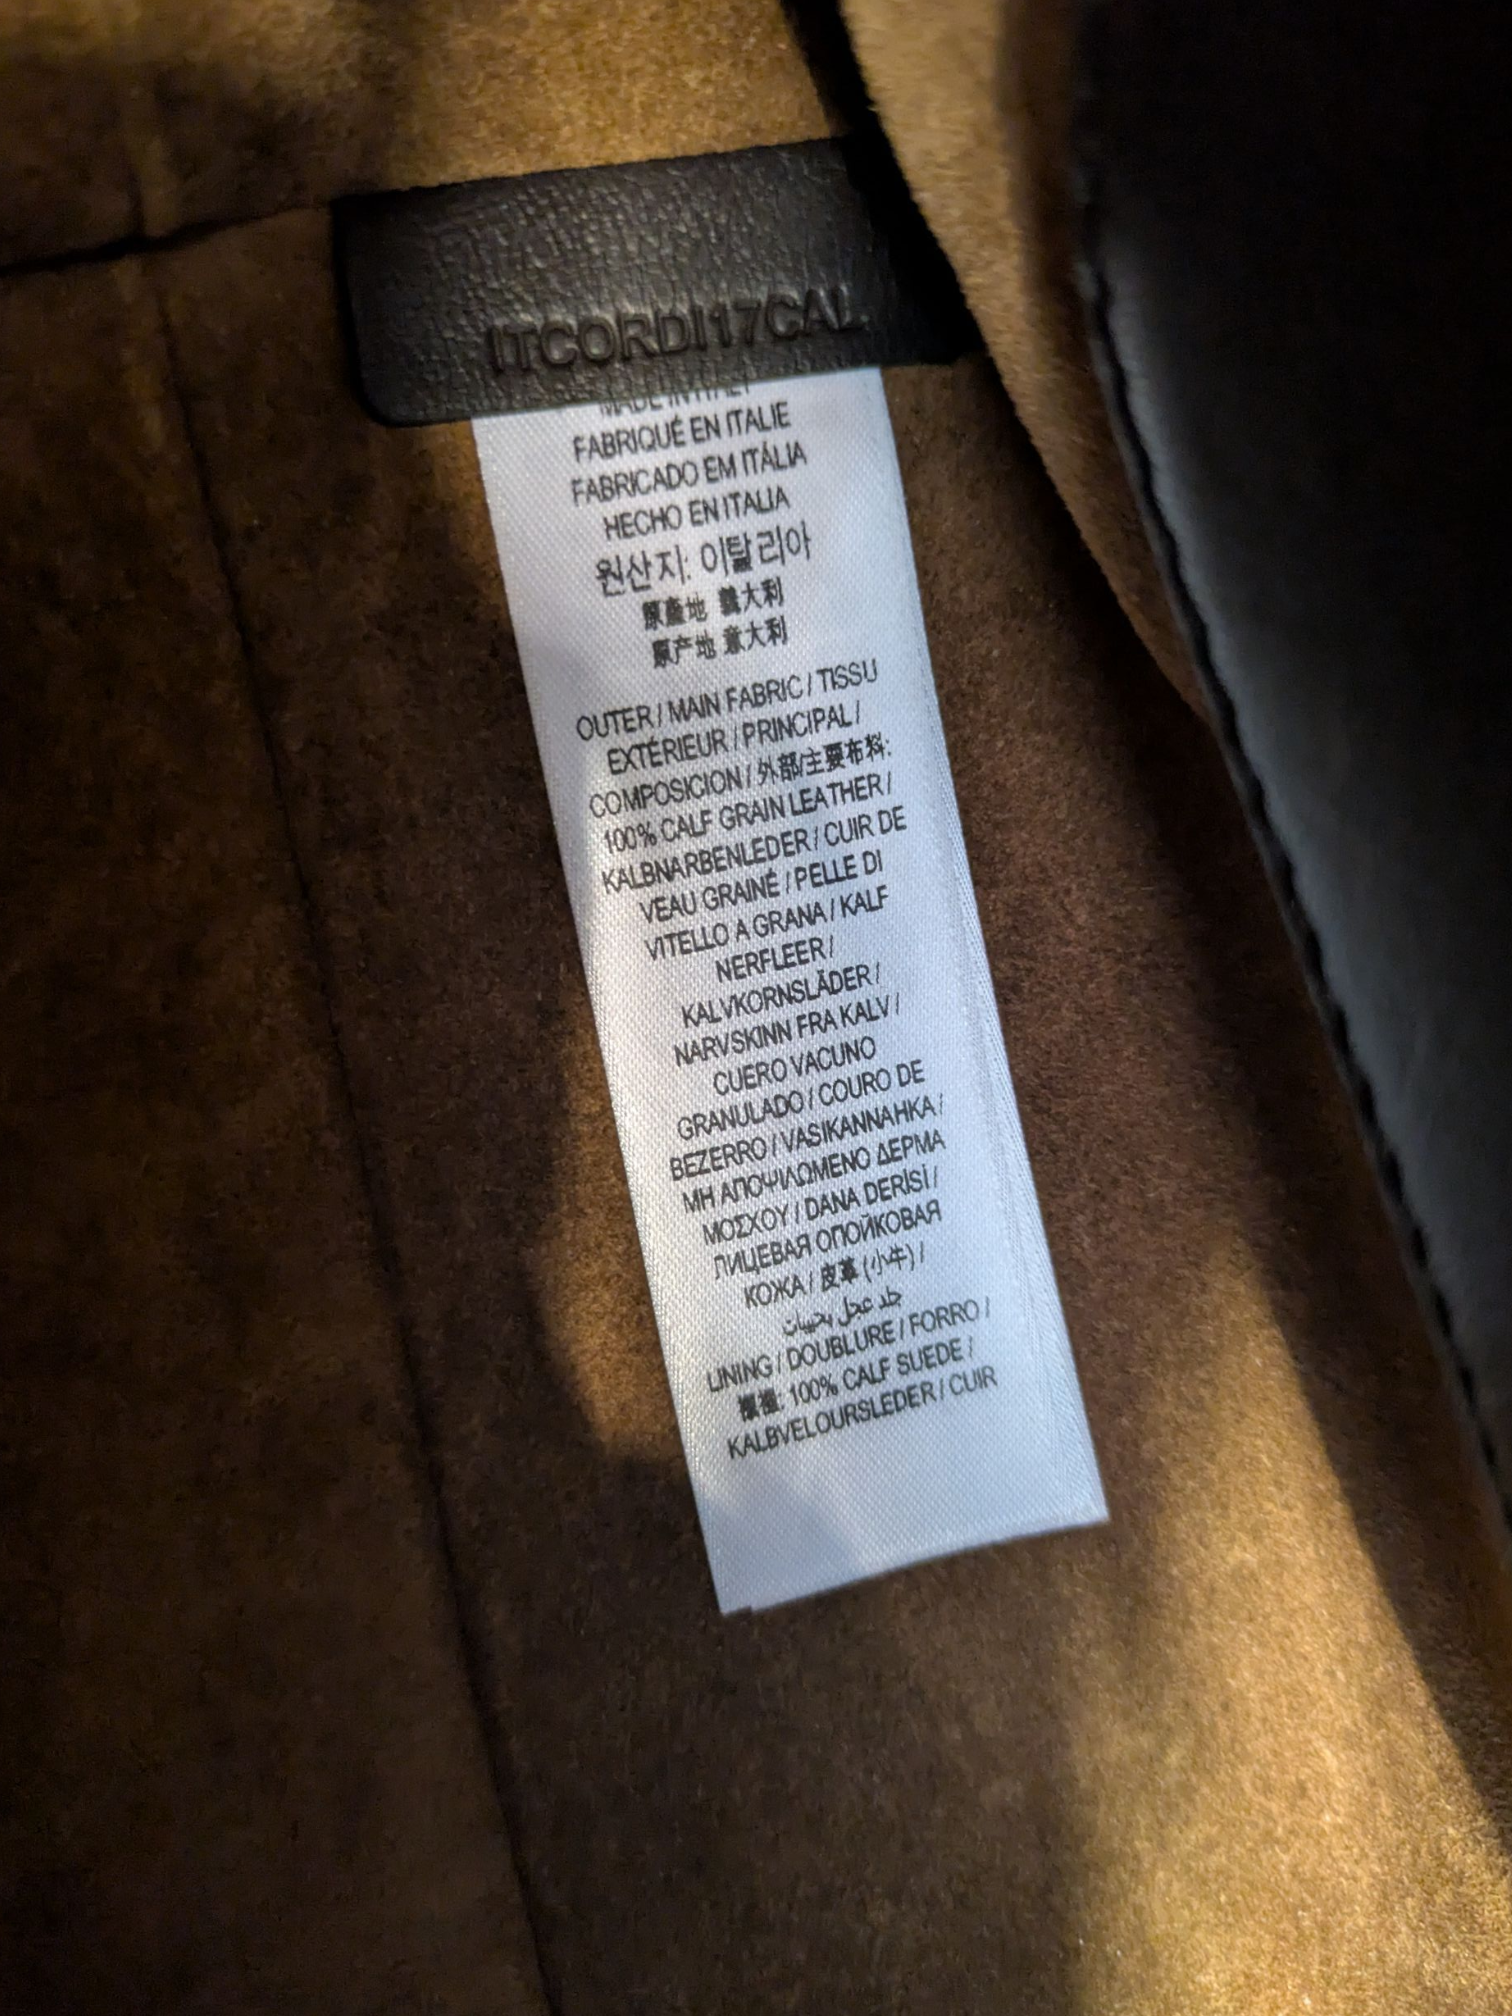 ITCORDI17CAL
MADE IN ITALY
FABRIQUÉ EN ITALIE
FABRICADO EM ITÁLIA
HECHO EN ITALIA
원산지: 이탈리아
原產地 義大利
原产地 意大利
OUTER / MAIN FABRIC / TISSU
EXTÉRIEUR / PRINCIPAL /
COMPOSICION / 外部/主要布料:
100% CALF GRAIN LEATHER /
KALBNARBENLEDER / CUIR DE
VEAU GRAINÉ / PELLE DI
VITELLO A GRANA / KALF
NERFLEER /
KALVKORNSLÄDER /
NARVSKINN FRA KALV /
CUERO VACUNO
GRANULADO / COURO DE
BEZERRO / VASIKANNAHKA /
ΜΗ ΑΠΟΨΙΛΩΜΕΝΟ ΔΕΡΜΑ
ΜΟΣΧΟΥ / DANA DERİSİ /
ЛИЦЕВАЯ ОПОЙКОВАЯ
КОЖА / 皮革 (小牛) /
جلد عجل بحبيبات
LINING / DOUBLURE / FORRO /
100% CALF SUEDE /
KALBVELOURSLEDER / CUIR